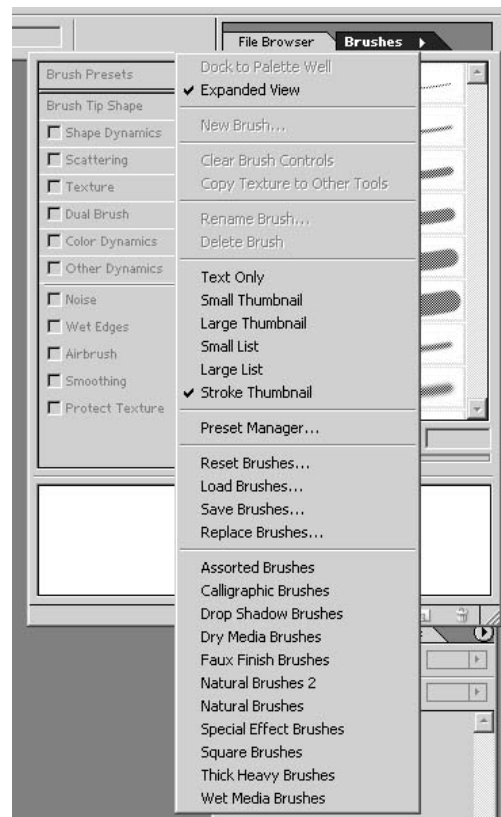 File Browser Brushes
Brush Presets
Brush Tip Shape
Shape Dynamics
Scattering
Texture
Dual Brush
Color Dynamics
Other Dynamics
Noise
Wet Edges
Airbrush
Smoothing
Protect Texture
Dock to Palette Well
Expanded View
New Brush...
Clear Brush Controls
Copy Texture to Other Tools
Rename Brush...
Delete Brush
Text Only
Small Thumbnail
Large Thumbnail
Small List
Large List
Stroke Thumbnail
Preset Manager...
Reset Brushes...
Load Brushes...
Save Brushes...
Replace Brushes...
Assorted Brushes
Calligraphic Brushes
Drop Shadow Brushes
Dry Media Brushes
Faux Finish Brushes
Natural Brushes 2
Natural Brushes
Special Effect Brushes
Square Brushes
Thick Heavy Brushes
Wet Media Brushes